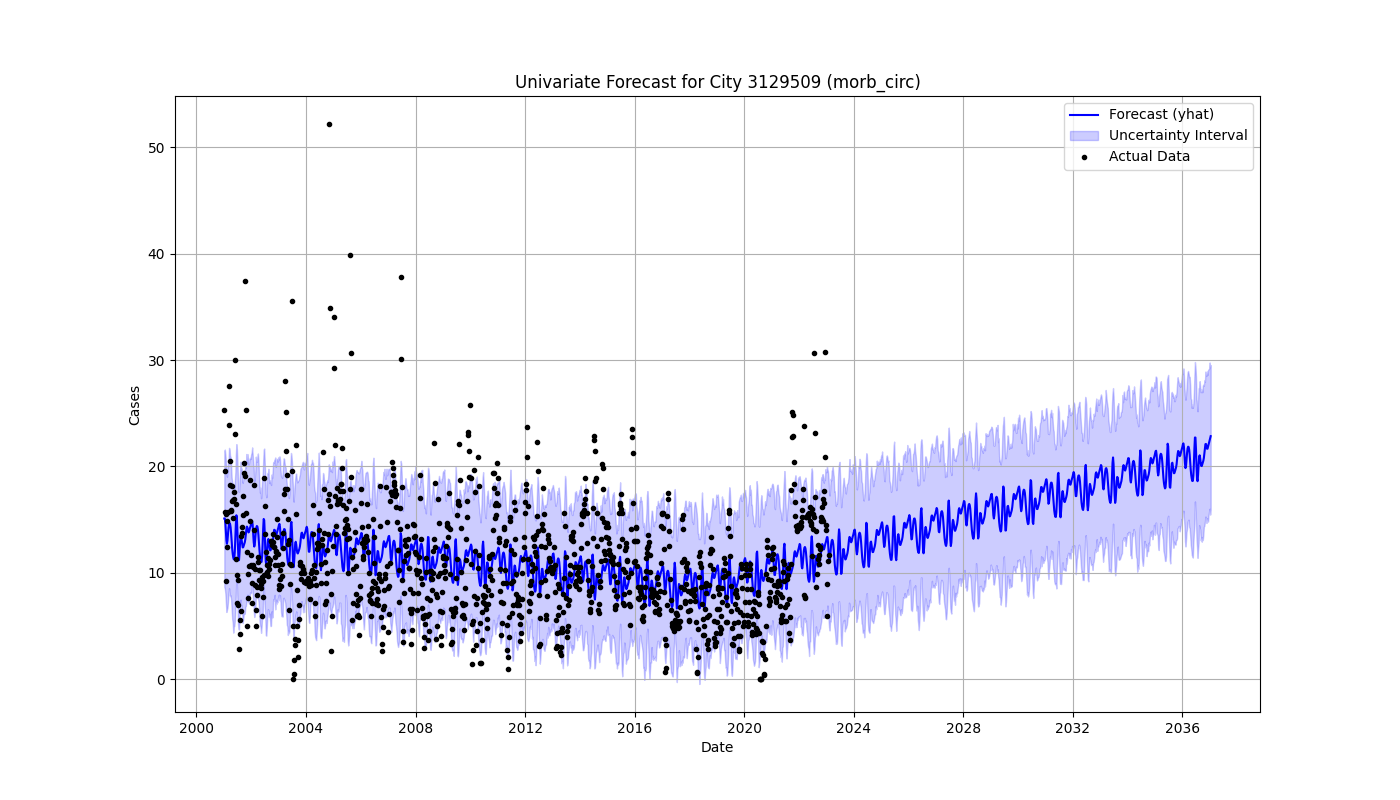 Univariate Forecast for City 3129509 (morb_circ)
Forecast (yhat)
Uncertainty Interval
Actual Data
Cases
50
40
30
20
10
0
2000 2004 2008 2012 2016 2020 2024 2028 2032 2036
Date